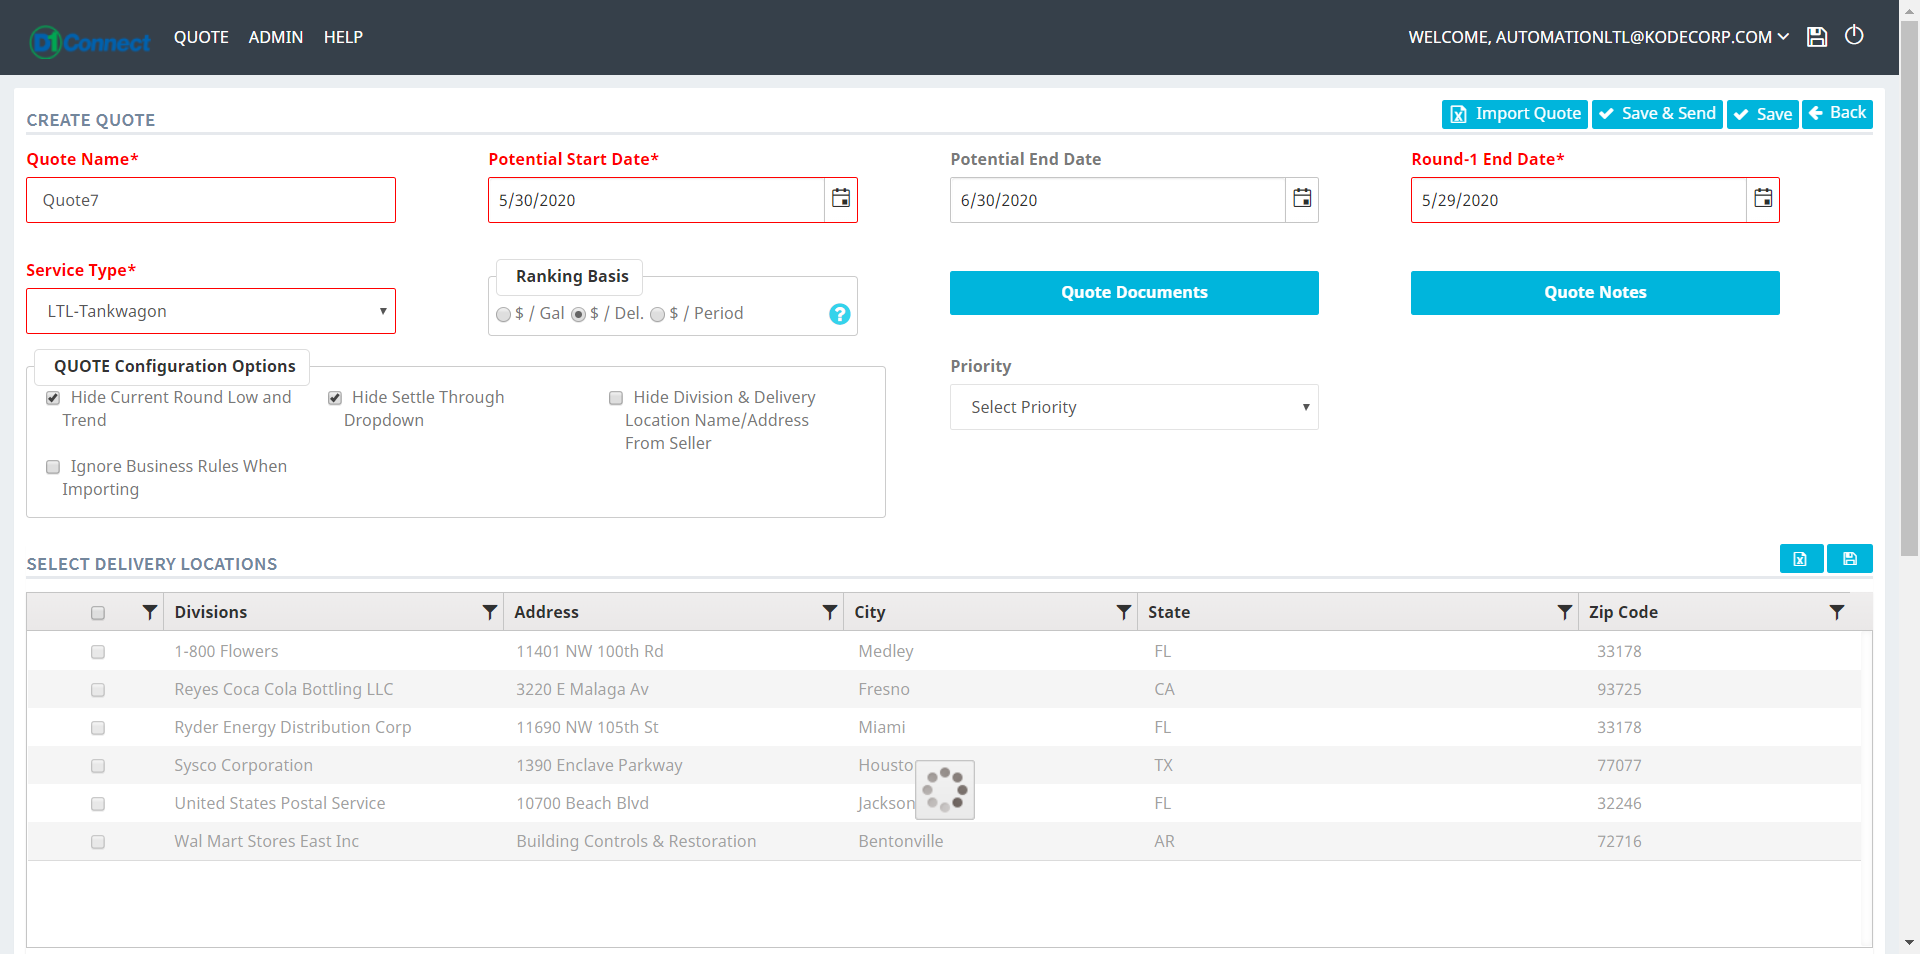 D1Connect QUOTE ADMIN HELP WELCOME, AUTOMATIONLTL@KODECORP.COM
CREATE QUOTE Import Quote Save & Send Save Back
Quote Name* Potential Start Date* Potential End Date Round-1 End Date*
Quote7 5/30/2020 6/30/2020 5/29/2020
Service Type* Ranking Basis
LTL-Tankwagon $ / Gal $ / Del. $ / Period ? Quote Documents Quote Notes
QUOTE Configuration Options Priority
Hide Current Round Low and Hide Settle Through Hide Division & Delivery
Trend Dropdown Location Name/Address Select Priority
From Seller
Ignore Business Rules When
Importing
SELECT DELIVERY LOCATIONS
Divisions Address City State Zip Code
1-800 Flowers 11401 NW 100th Rd Medley FL 33178
Reyes Coca Cola Bottling LLC 3220 E Malaga Av Fresno CA 93725
Ryder Energy Distribution Corp 11690 NW 105th St Miami FL 33178
Sysco Corporation 1390 Enclave Parkway Housto TX 77077
United States Postal Service 10700 Beach Blvd Jackson FL 32246
Wal Mart Stores East Inc Building Controls & Restoration Bentonville AR 72716